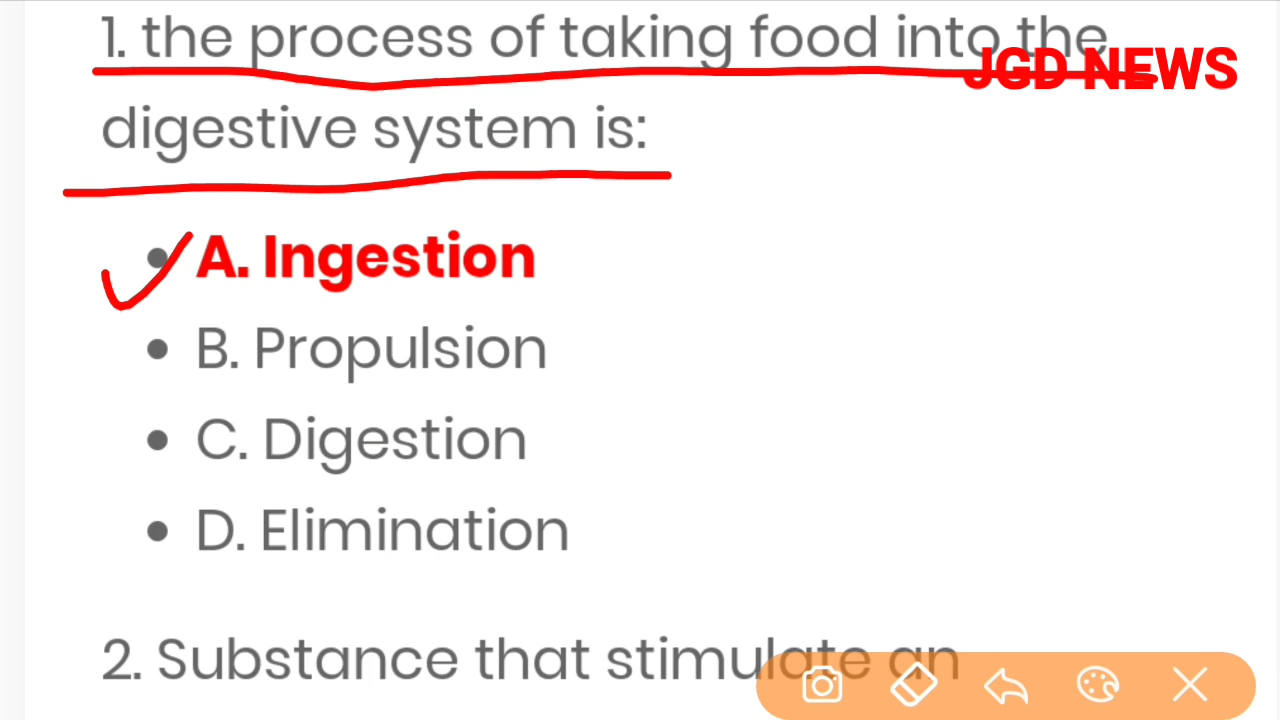 1. the process of taking food into the
JGD NEWS
digestive system is:
A. Ingestion
B. Propulsion
C. Digestion
D. Elimination
2. Substance that stimulate an